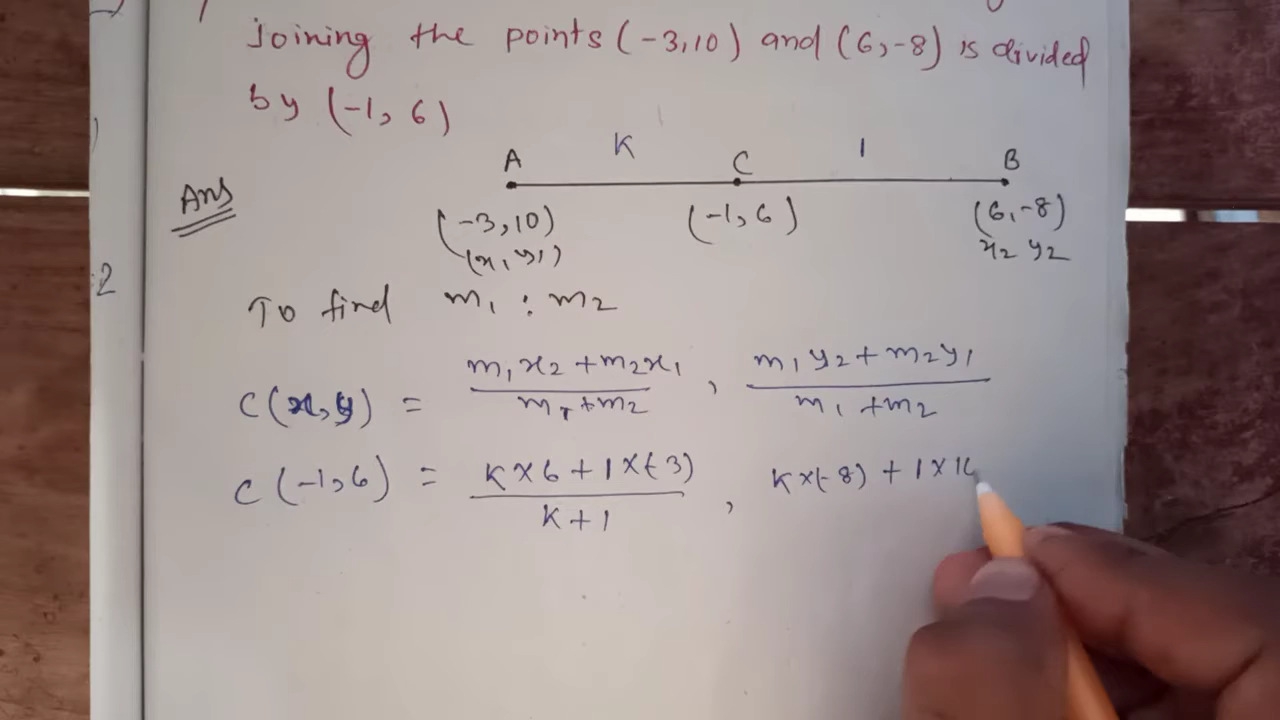 joining the points (-3,10) and (6,-8) is divided
by (-1, 6)
K 1
A C B
Ans
(-3,10) (-1,6) (6,-8)
(x, y1) x2 y2
:2
To find m1 : m2
C(x,y) = m1x2 + m2x1 / m1 + m2 , m1y2 + m2y1 / m1 + m2
C(-1,6) = K×6 + 1×(-3) / K+1 , K×(-8) + 1×10